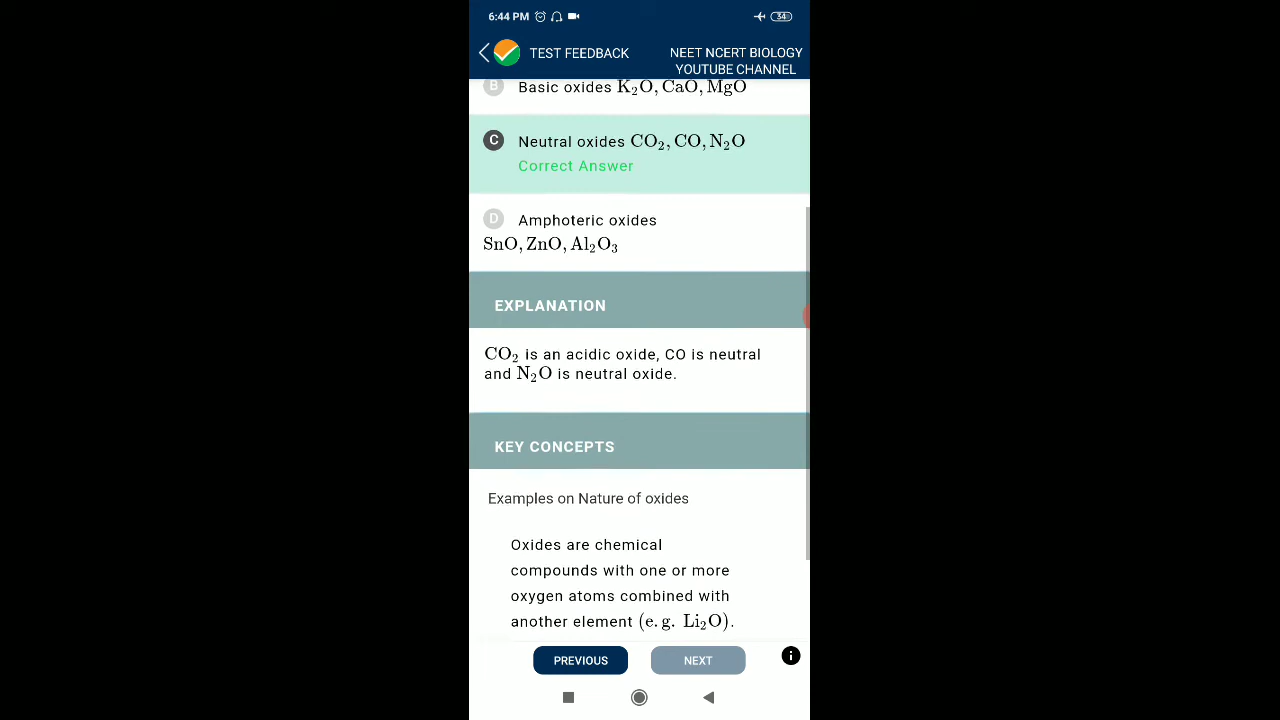 6:44 PM 34
TEST FEEDBACK
NEET NCERT BIOLOGY
YOUTUBE CHANNEL
B Basic oxides K₂O, CaO, MgO
C Neutral oxides CO₂, CO, N₂O
Correct Answer
D Amphoteric oxides
SnO, ZnO, Al₂O₃
EXPLANATION
CO₂ is an acidic oxide, CO is neutral
and N₂O is neutral oxide.
KEY CONCEPTS
Examples on Nature of oxides
Oxides are chemical
compounds with one or more
oxygen atoms combined with
another element (e. g. Li₂O).
PREVIOUS NEXT